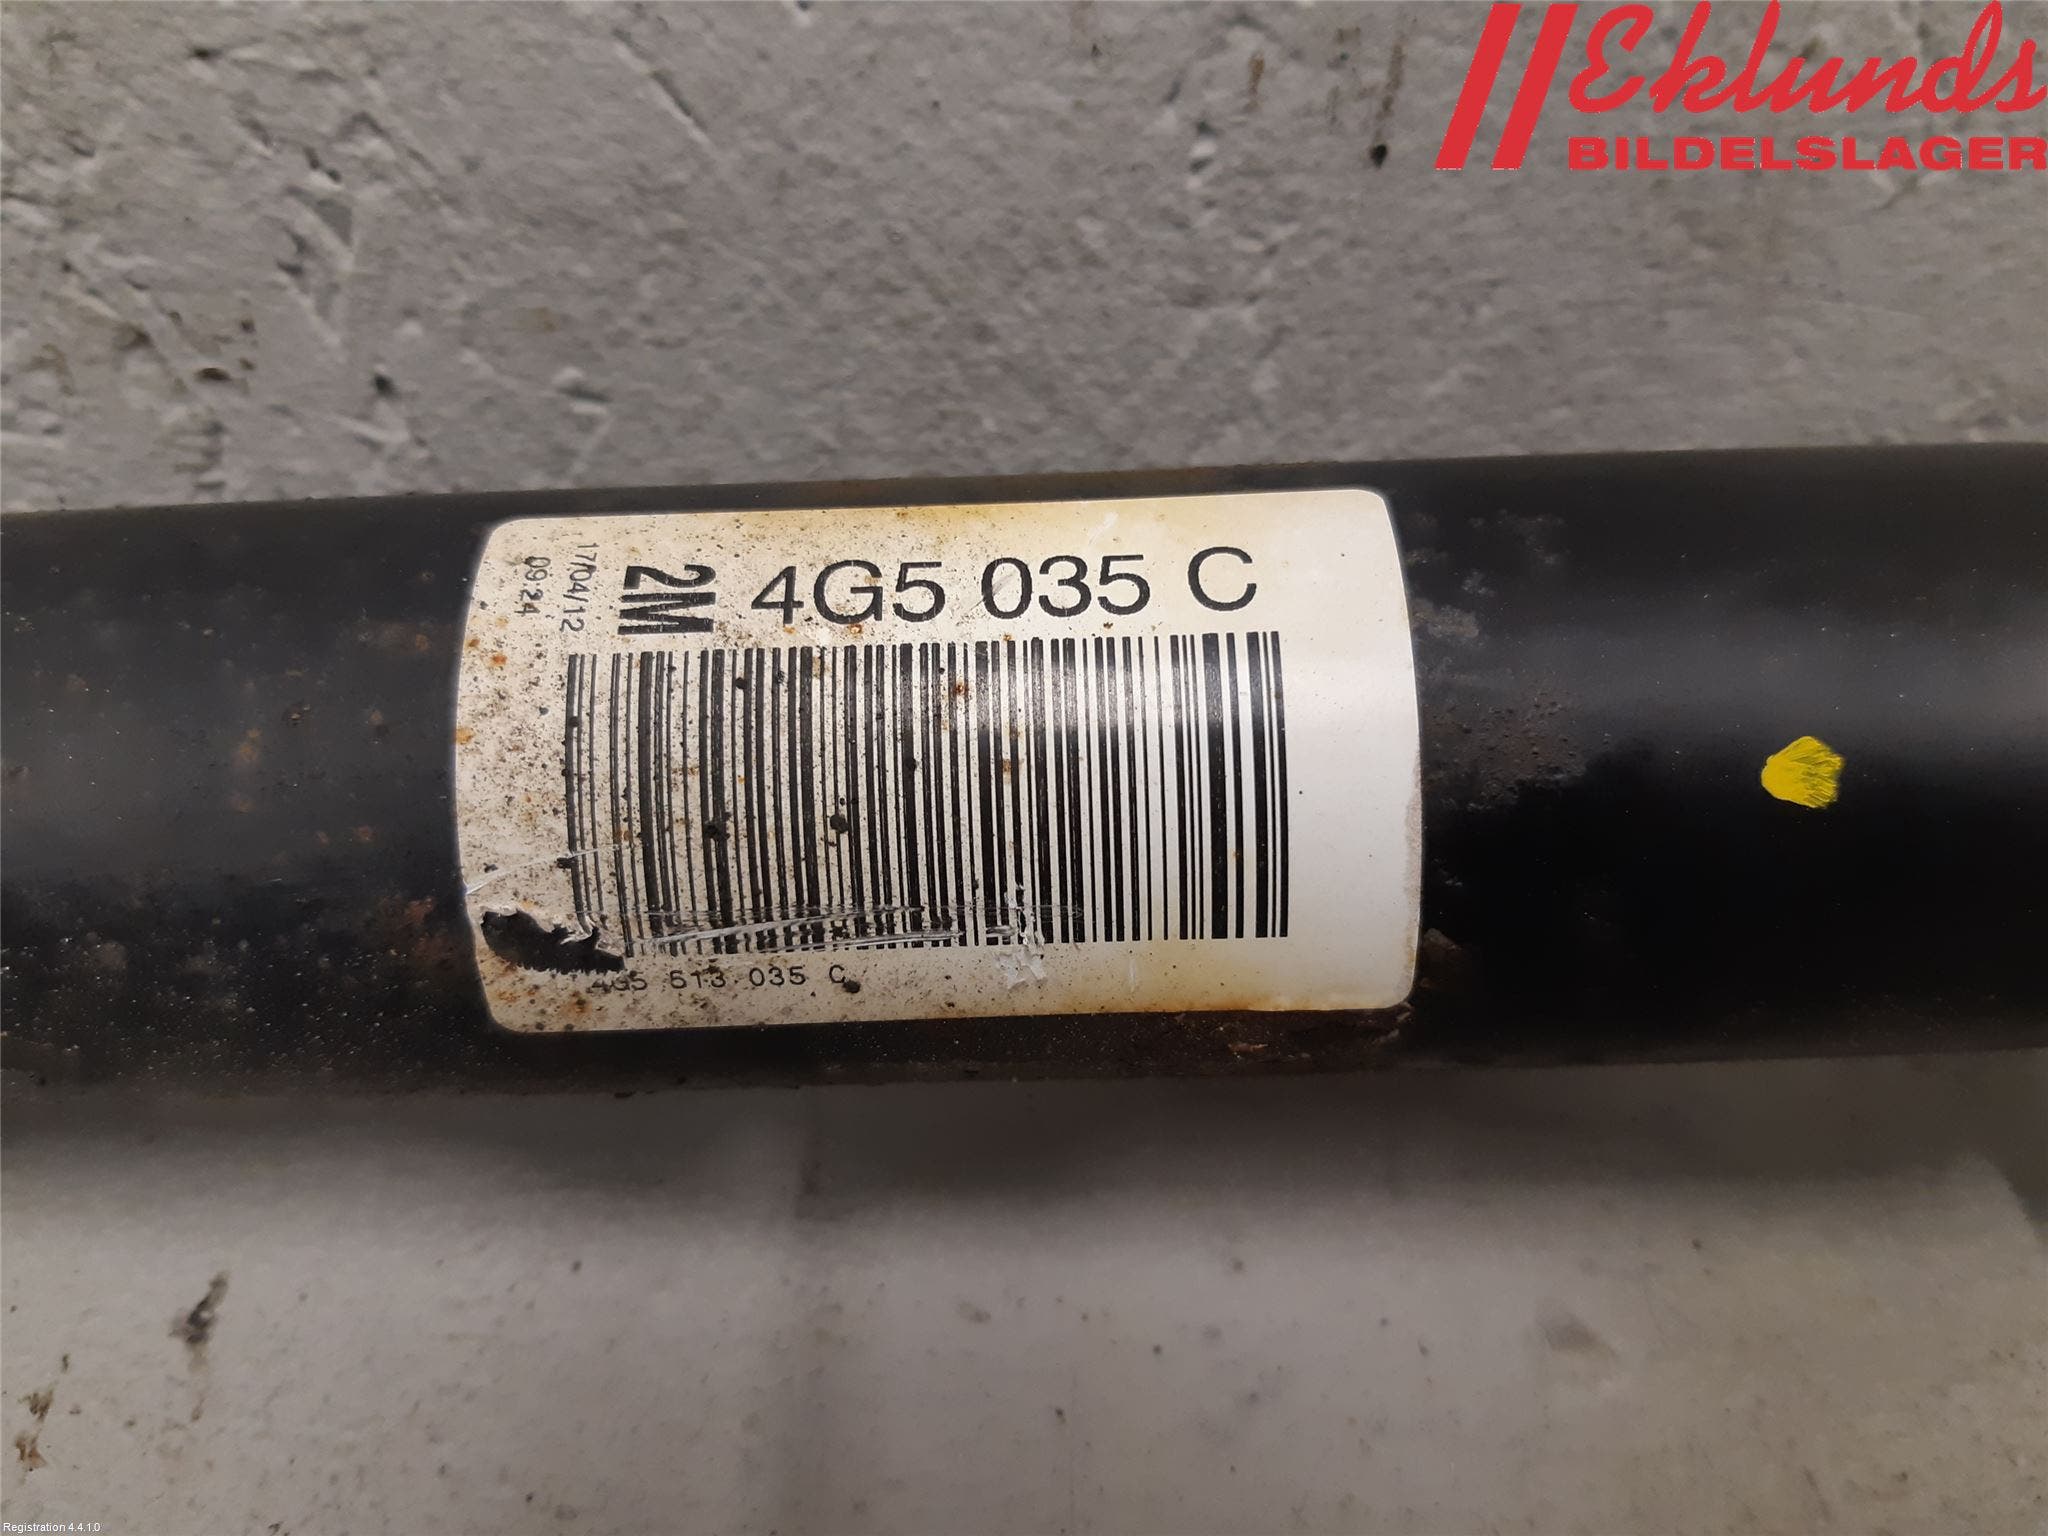 Eklunds
BILDELSLAGER
17/04/12
09:24
2M
4G5 035 C
4G5 513 035 C
Registration 4.4.1.0